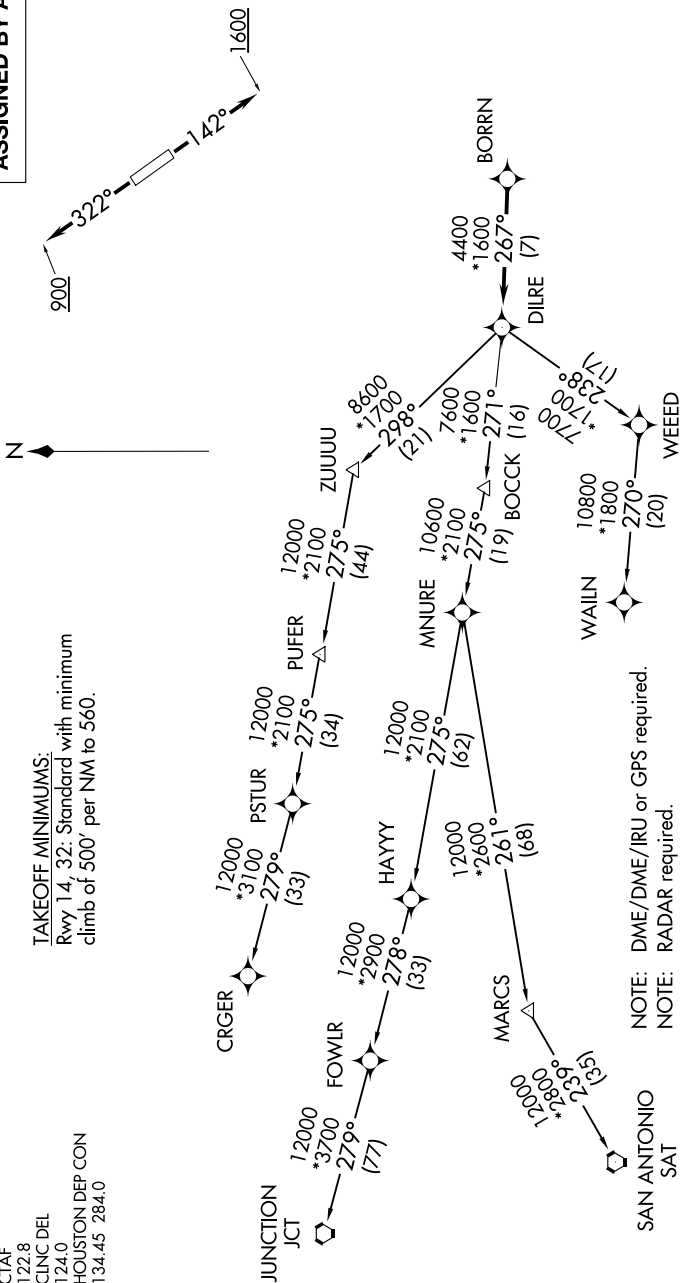 CTAF
122.8
CLNC DEL
124.0
HOUSTON DEP CON
134.45 284.0
TAKEOFF MINIMUMS:
Rwy 14, 32: Standard with minimum
climb of 500' per NM to 560.
N
ASSIGNED BY
900
322°
142°
1600
BORRN
4400
*1600
267°
(7)
DILRE
8600
*1700
298°
(21)
ZUUUU
12000
*2100
275°
(44)
PUFER
12000
*2100
275°
(34)
PSTUR
12000
*3100
279°
(33)
CRGER
7600
*1600
271°
(16)
BOCCK
10600
*2100
275°
(19)
MNURE
12000
*2100
275°
(62)
HAYYY
12000
*2900
278°
(33)
FOWLR
12000
*3700
279°
(77)
JUNCTION
JCT
12000
*2600
261°
(68)
MARCS
12000
*2800
239°
(35)
SAN ANTONIO
SAT
7700
*1700
238°
(17)
WEEED
10800
*1800
270°
(20)
WAILN
NOTE: DME/DME/IRU or GPS required.
NOTE: RADAR required.